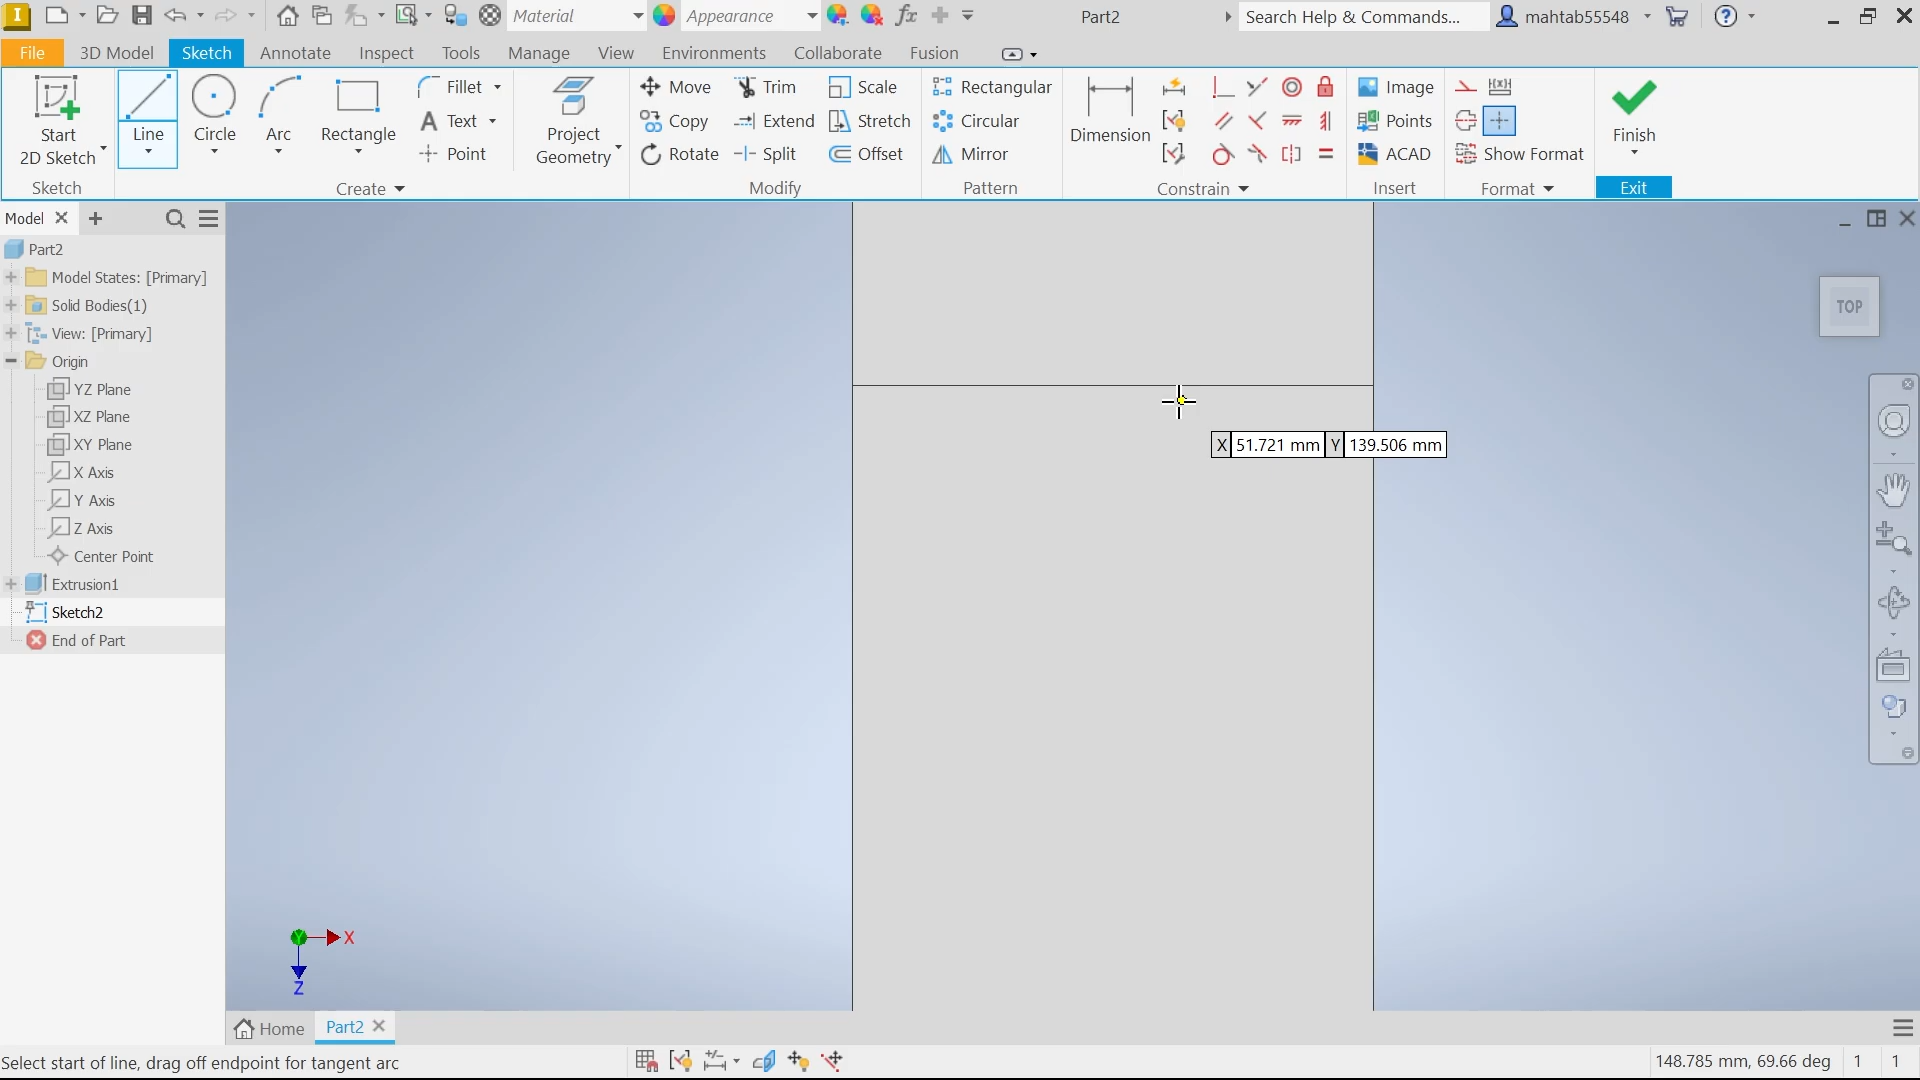 I Material Appearance fx Part2 Search Help & Commands... mahtab55548 ?
File 3D Model Sketch Annotate Inspect Tools Manage View Environments Collaborate Fusion
Start 2D Sketch
Line Circle Arc Rectangle
Fillet
A Text
Point
Project Geometry
Move Trim Scale
Copy Extend Stretch
Rotate Split Offset
Rectangular
Circular
Mirror
Dimension
Image
Points
ACAD
Show Format
Finish
Sketch Create Modify Pattern Constrain Insert Format Exit
Model
Part2
Model States: [Primary]
Solid Bodies(1)
View: [Primary]
Origin
YZ Plane
XZ Plane
XY Plane
X Axis
Y Axis
Z Axis
Center Point
Extrusion1
Sketch2
End of Part
TOP
X 51.721 mm Y 139.506 mm
Y X
Z
Home Part2
Select start of line, drag off endpoint for tangent arc
148.785 mm, 69.66 deg 1 1